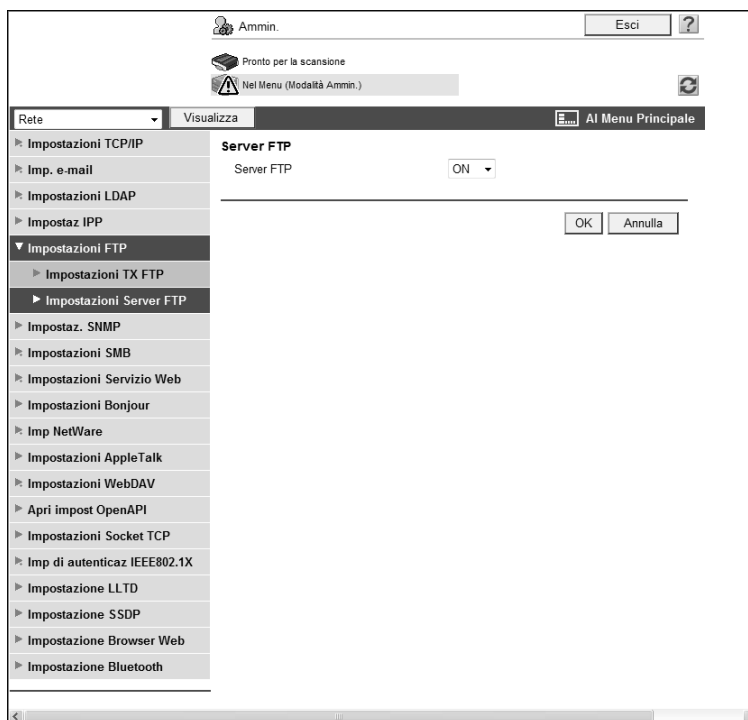 Ammin.
Esci
?
Pronto per la scansione
Nel Menu (Modalità Ammin.)
Rete
Visualizza
Al Menu Principale
Impostazioni TCP/IP
Imp. e-mail
Impostazioni LDAP
Impostaz IPP
Impostazioni FTP
Impostazioni TX FTP
Impostazioni Server FTP
Impostaz. SNMP
Impostazioni SMB
Impostazioni Servizio Web
Impostazioni Bonjour
Imp NetWare
Impostazioni AppleTalk
Impostazioni WebDAV
Apri impost OpenAPI
Impostazioni Socket TCP
Imp di autenticaz IEEE802.1X
Impostazione LLTD
Impostazione SSDP
Impostazione Browser Web
Impostazione Bluetooth
Server FTP
Server FTP
ON
OK
Annulla